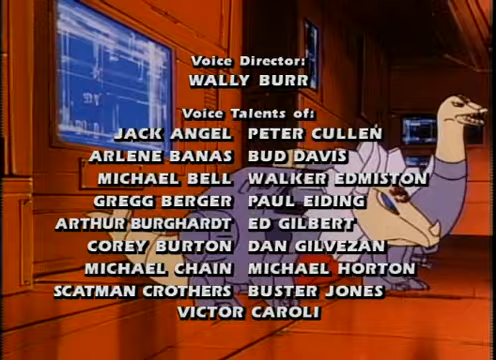 Voice Director:
WALLY BURR
Voice Talents of:
JACK ANGEL PETER CULLEN
ARLENE BANAS BUD DAVIS
MICHAEL BELL WALKER EDMISTON
GREGG BERGER PAUL EIDING
ARTHUR BURGHARDT ED GILBERT
COREY BURTON DAN GILVEZAN
MICHAEL CHAIN MICHAEL HORTON
SCATMAN CROTHERS BUSTER JONES
VICTOR CAROLI